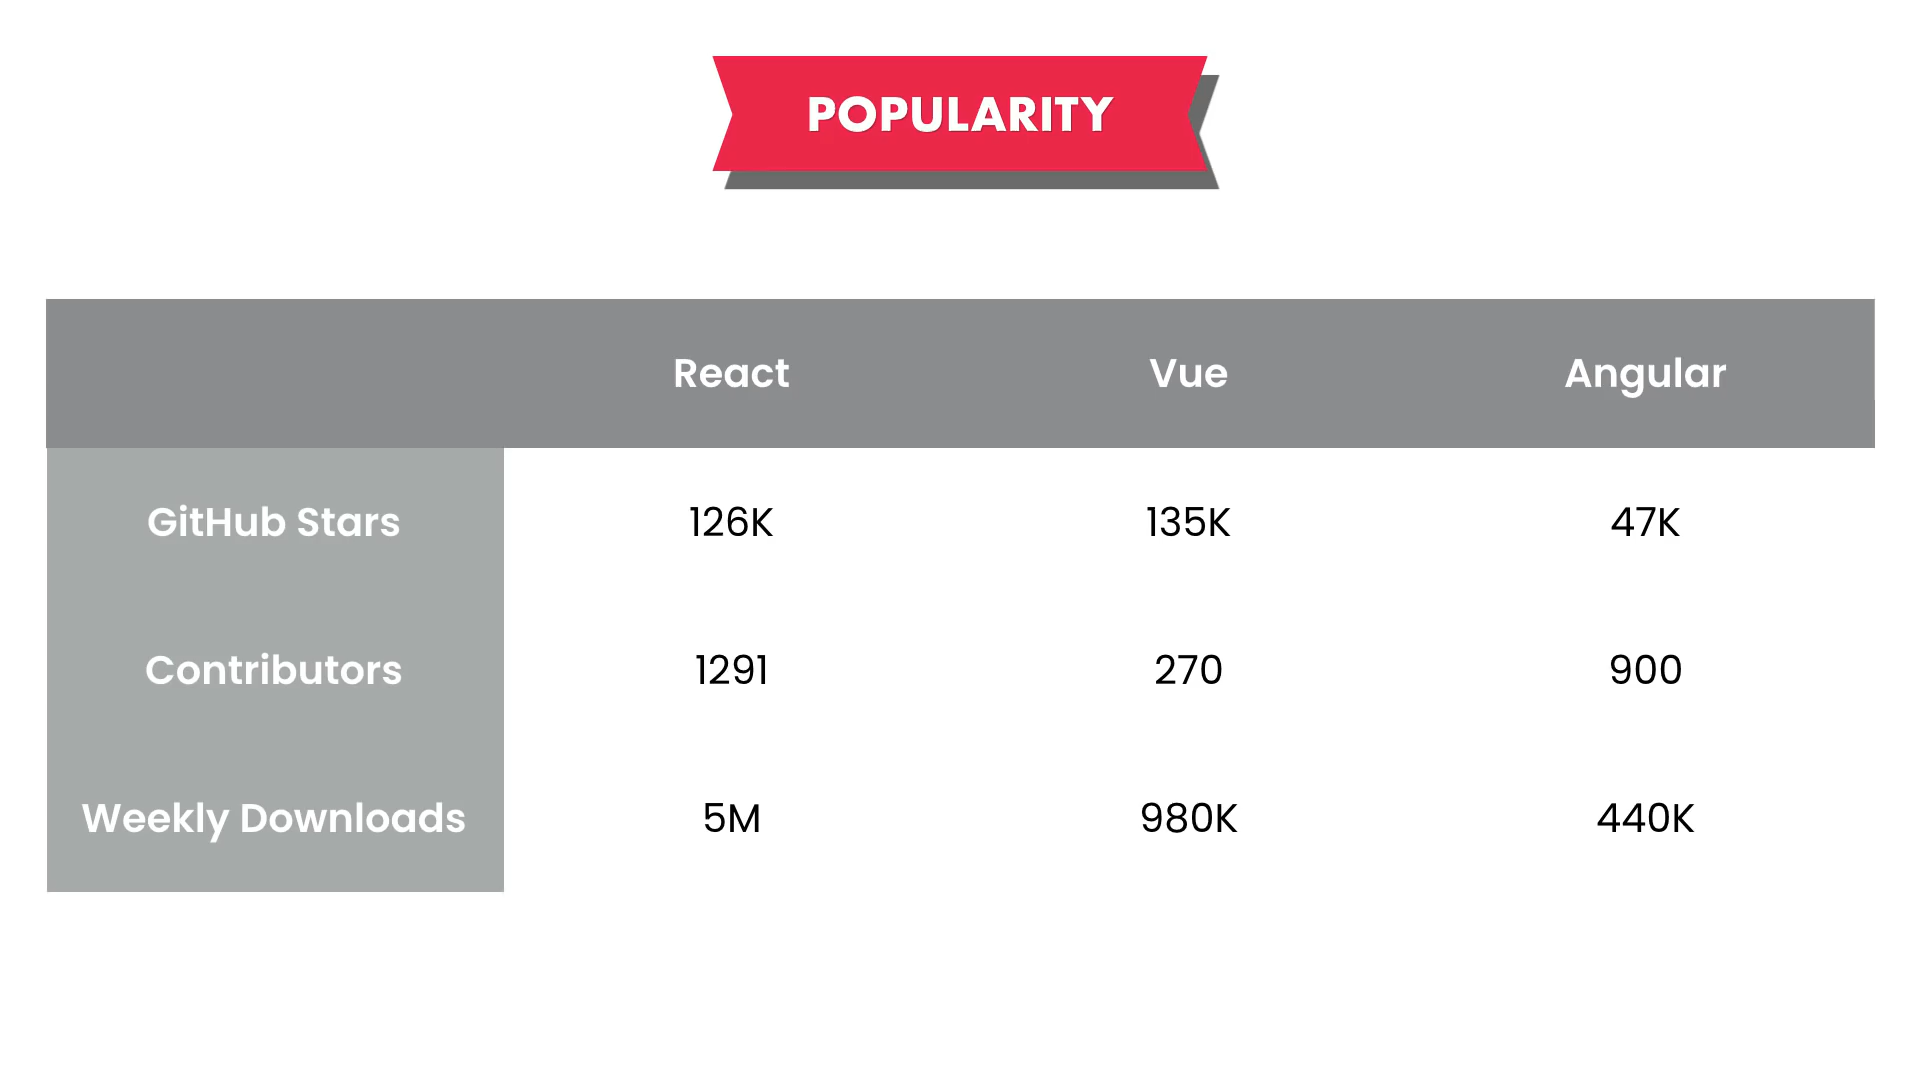 POPULARITY
React Vue Angular
GitHub Stars 126K 135K 47K
Contributors 1291 270 900
Weekly Downloads 5M 980K 440K